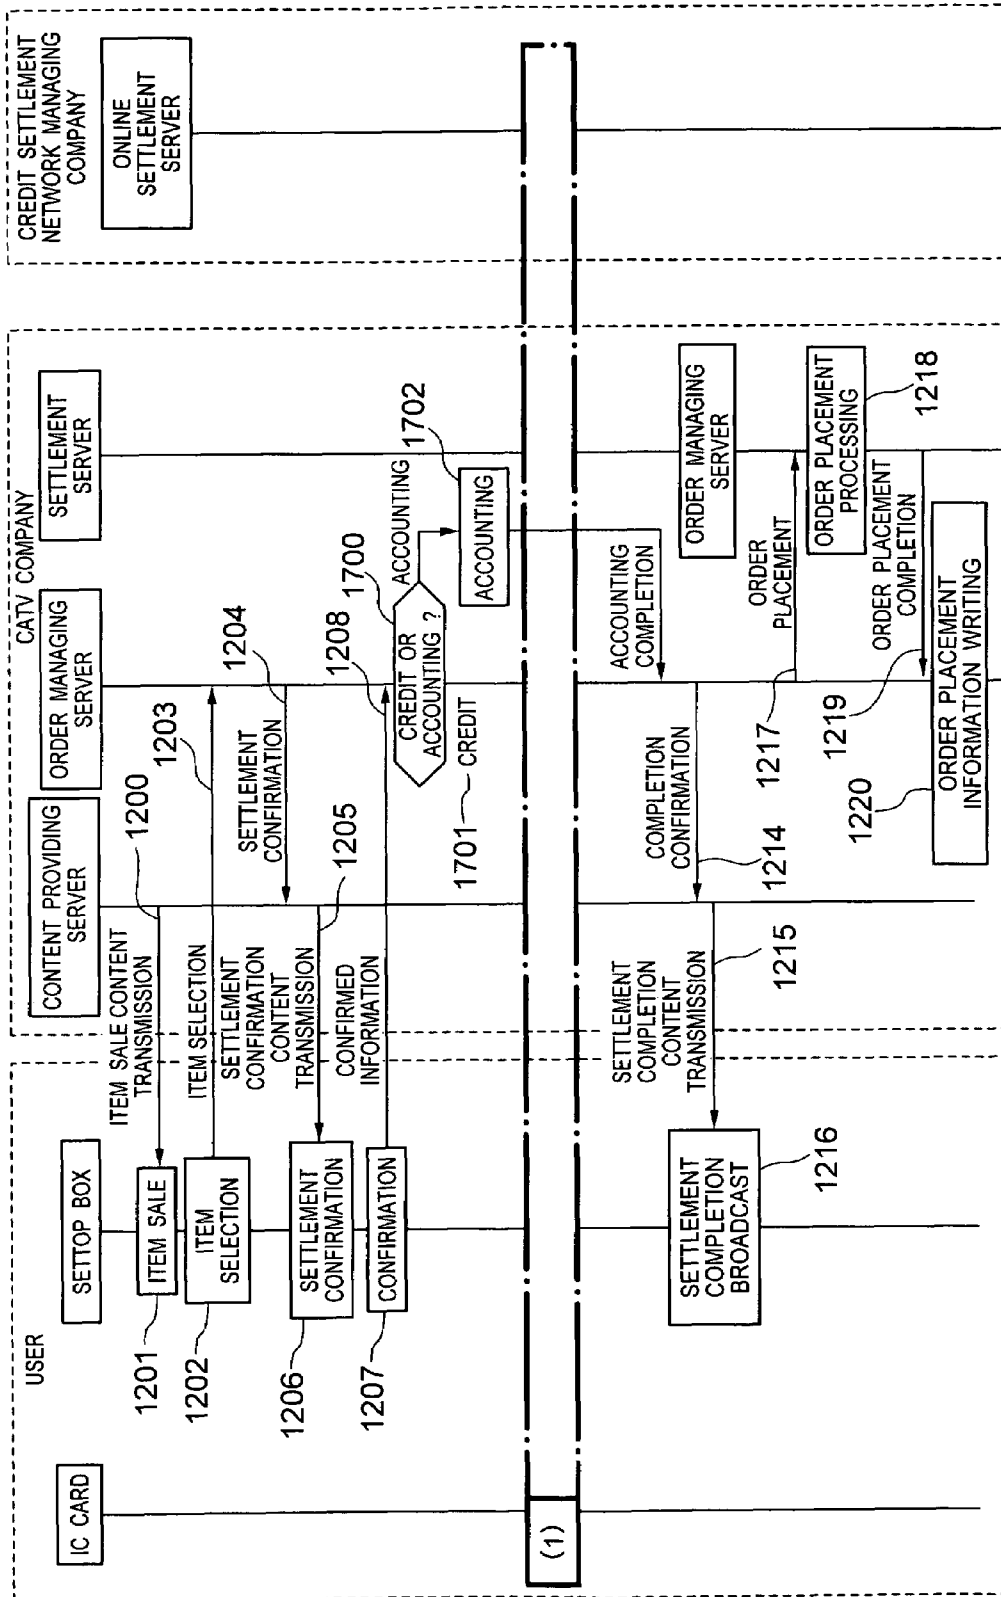 USER
CATV COMPANY
CREDIT SETTLEMENT
NETWORK MANAGING
COMPANY
IC CARD
SETTOP BOX
CONTENT PROVIDING
SERVER
ORDER MANAGING
SERVER
SETTLEMENT
SERVER
ONLINE
SETTLEMENT
SERVER
ITEM SALE CONTENT
TRANSMISSION
1200
1201
ITEM SALE
1202
ITEM
SELECTION
ITEM SELECTION
1203
SETTLEMENT
CONFIRMATION
1204
SETTLEMENT
CONFIRMATION
CONTENT
TRANSMISSION
1205
1206
SETTLEMENT
CONFIRMATION
1207
CONFIRMATION
CONFIRMED
INFORMATION
1208
CREDIT OR
ACCOUNTING ?
1700
1701
CREDIT
ACCOUNTING
1702
ACCOUNTING
(1)
ACCOUNTING
COMPLETION
COMPLETION
CONFIRMATION
1214
SETTLEMENT
COMPLETION
CONTENT
TRANSMISSION
1215
SETTLEMENT
COMPLETION
BROADCAST
1216
ORDER MANAGING
SERVER
ORDER
PLACEMENT
1217
ORDER PLACEMENT
PROCESSING
1218
ORDER PLACEMENT
COMPLETION
1219
1220
ORDER PLACEMENT
INFORMATION WRITING